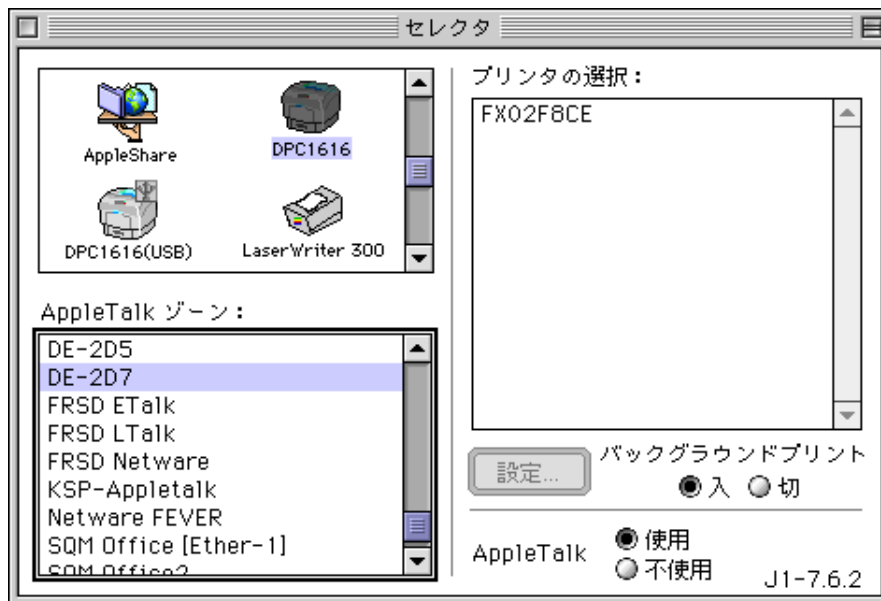 セレクタ
AppleShare
DPC1616
DPC1616(USB)
LaserWriter 300
AppleTalk ゾーン：
DE-2D5
DE-2D7
FRSD ETalk
FRSD LTalk
FRSD Netware
KSP-Appletalk
Netware FEVER
SQM Office [Ether-1]
SQM Office2
プリンタの選択：
FX02F8CE
設定...
バックグラウンドプリント
入 切
AppleTalk
使用
不使用
J1-7.6.2